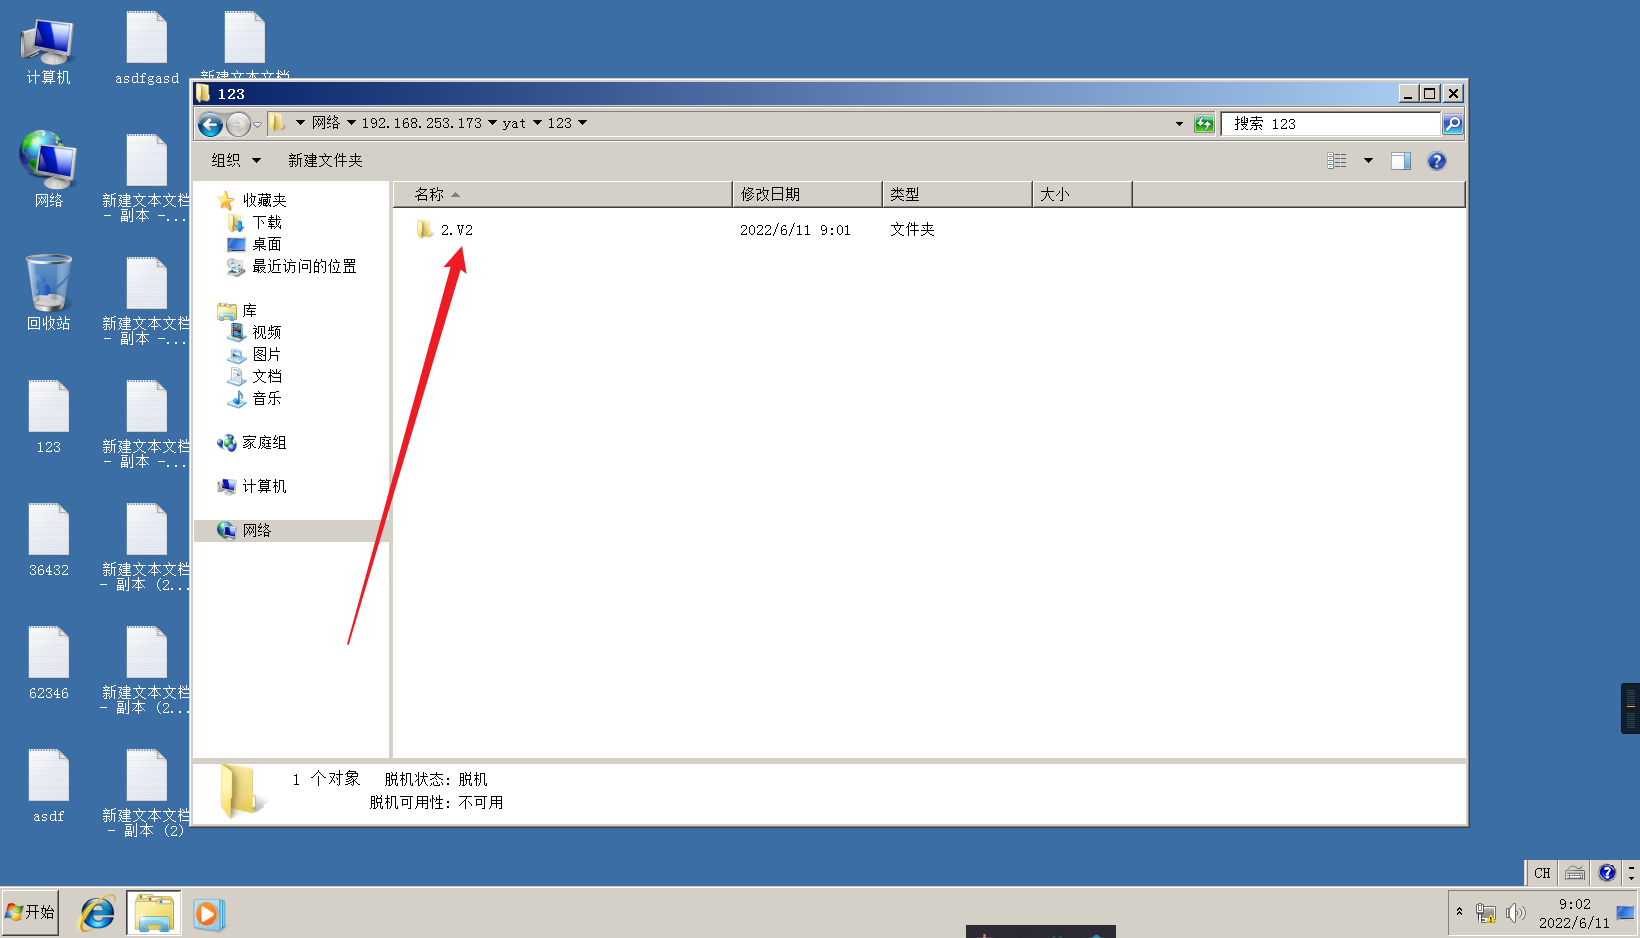 计算机
asdfgasd
新建文本文档
网络
新建文本文档
- 副本 -...
回收站
新建文本文档
- 副本 -...
123
新建文本文档
- 副本 -...
36432
新建文本文档
- 副本 (2...
62346
新建文本文档
- 副本 (2...
asdf
新建文本文档
- 副本 (2)
123
网络 192.168.253.173 yat 123
搜索 123
组织 新建文件夹
收藏夹
下载
桌面
最近访问的位置
库
视频
图片
文档
音乐
家庭组
计算机
网络
名称 修改日期 类型 大小
2.V2 2022/6/11 9:01 文件夹
1 个对象 脱机状态: 脱机
脱机可用性: 不可用
CH
开始
9:02
2022/6/11